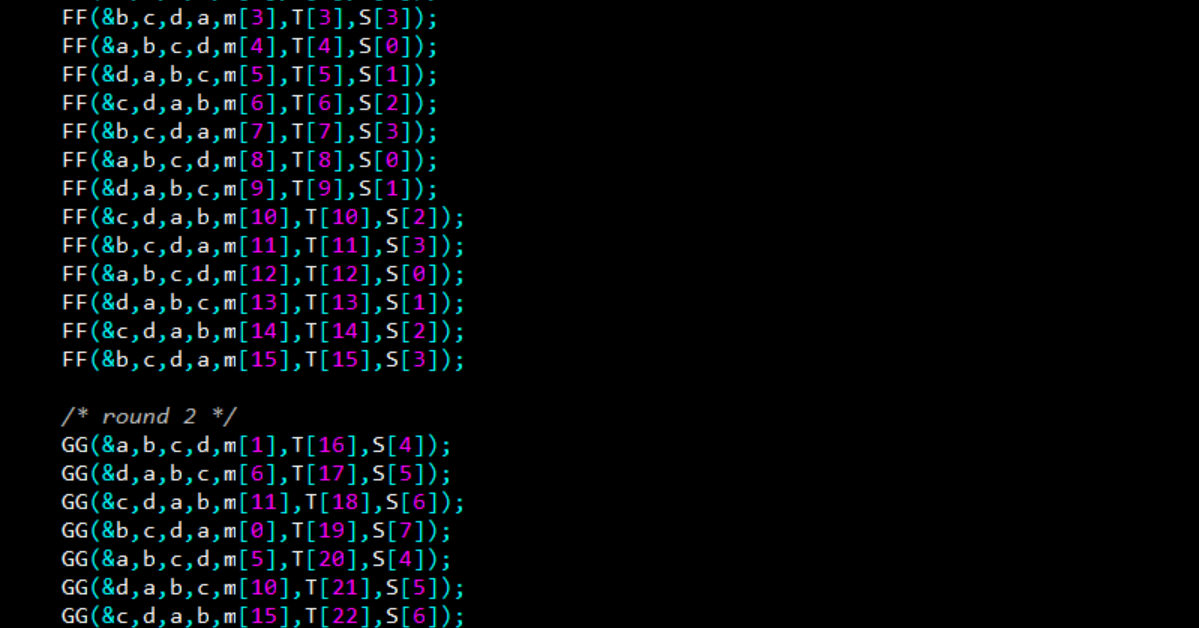 FF(&b,c,d,a,m[3],T[3],S[3]);
FF(&a,b,c,d,m[4],T[4],S[0]);
FF(&d,a,b,c,m[5],T[5],S[1]);
FF(&c,d,a,b,m[6],T[6],S[2]);
FF(&b,c,d,a,m[7],T[7],S[3]);
FF(&a,b,c,d,m[8],T[8],S[0]);
FF(&d,a,b,c,m[9],T[9],S[1]);
FF(&c,d,a,b,m[10],T[10],S[2]);
FF(&b,c,d,a,m[11],T[11],S[3]);
FF(&a,b,c,d,m[12],T[12],S[0]);
FF(&d,a,b,c,m[13],T[13],S[1]);
FF(&c,d,a,b,m[14],T[14],S[2]);
FF(&b,c,d,a,m[15],T[15],S[3]);
/* round 2 */
GG(&a,b,c,d,m[1],T[16],S[4]);
GG(&d,a,b,c,m[6],T[17],S[5]);
GG(&c,d,a,b,m[11],T[18],S[6]);
GG(&b,c,d,a,m[0],T[19],S[7]);
GG(&a,b,c,d,m[5],T[20],S[4]);
GG(&d,a,b,c,m[10],T[21],S[5]);
GG(&c,d,a,b,m[15],T[22],S[6]);